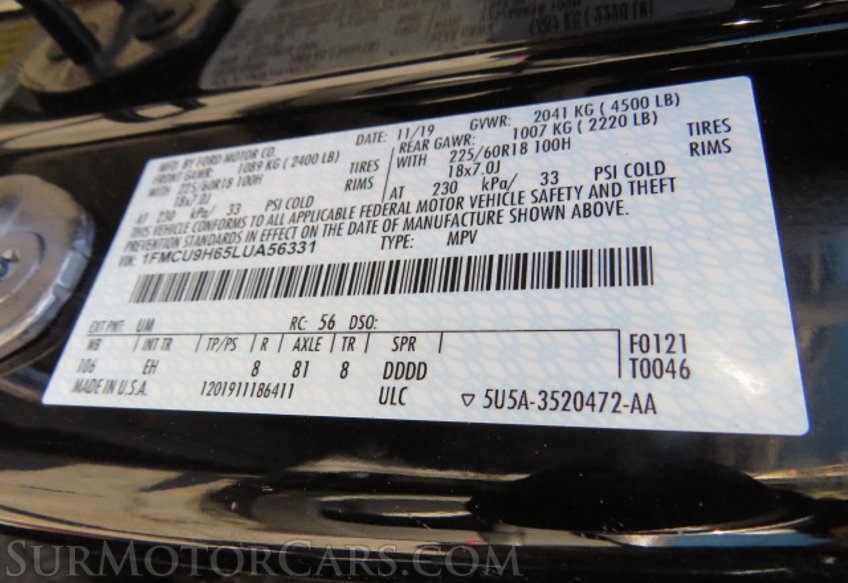 MFD. BY FORD MOTOR CO.
DATE: 11/19 GVWR: 2041 KG ( 4500 LB)
FRONT GAWR: 1089 KG ( 2400 LB) REAR GAWR: 1007 KG ( 2220 LB)
WITH 225/60R18 100H TIRES WITH 225/60R18 100H TIRES
18x7.0J RIMS 18x7.0J RIMS
AT 230 kPa/ 33 PSI COLD AT 230 kPa/ 33 PSI COLD
THIS VEHICLE CONFORMS TO ALL APPLICABLE FEDERAL MOTOR VEHICLE SAFETY AND THEFT
PREVENTION STANDARDS IN EFFECT ON THE DATE OF MANUFACTURE SHOWN ABOVE.
VIN: 1FMCU9H65LUA56331 TYPE: MPV
EXT PNT: UM RC: 56 DSO:
WB INT TR TP/PS R AXLE TR SPR F0121
106 EH 8 81 8 DDDD T0046
MADE IN U.S.A. 1201911186411 ULC ▽ 5U5A-3520472-AA
SURMOTORCARS.COM